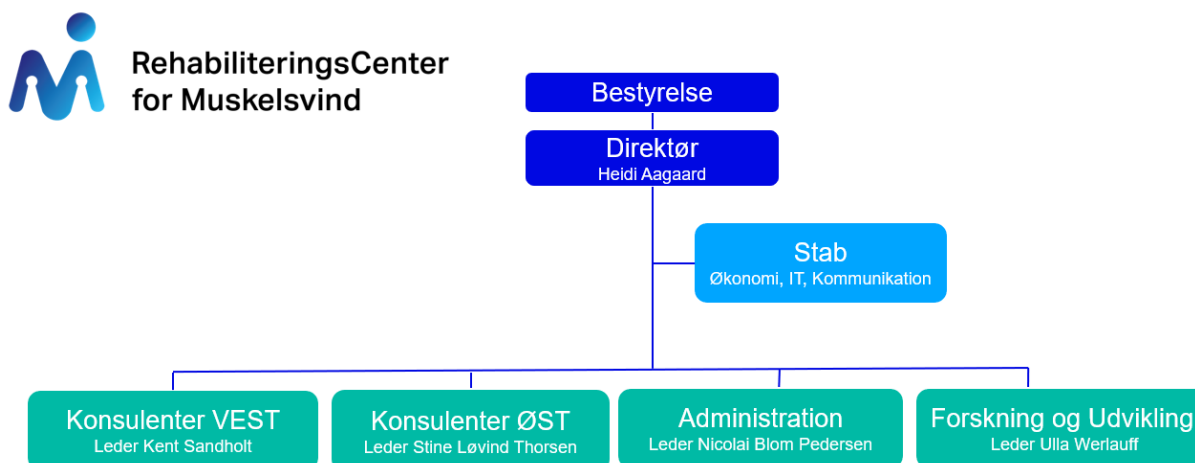 RehabiliteringsCenter
for Muskelsvind
Bestyrelse
Direktør
Heidi Aagaard
Stab
Økonomi, IT, Kommunikation
Konsulenter VEST
Leder Kent Sandholt
Konsulenter ØST
Leder Stine Løvind Thorsen
Administration
Leder Nicolai Blom Pedersen
Forskning og Udvikling
Leder Ulla Werlauff